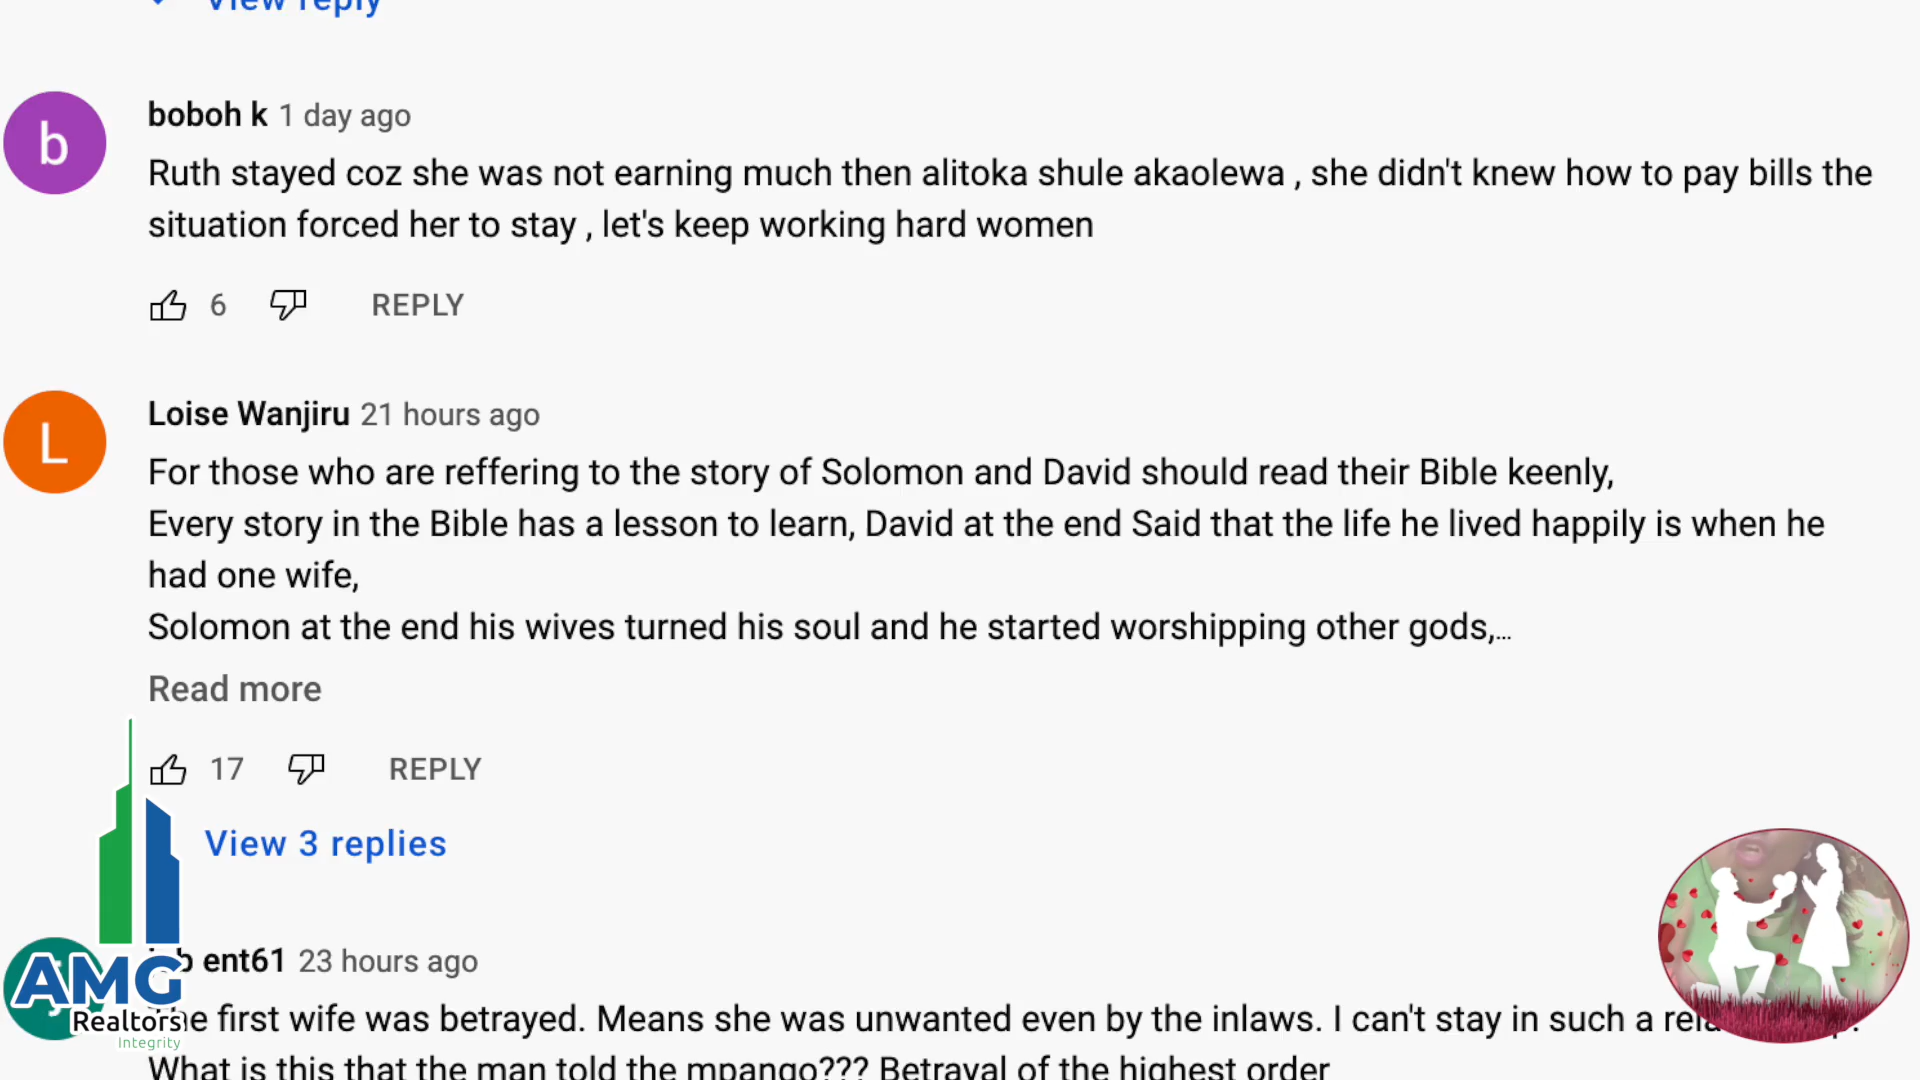 View reply
b
boboh k 1 day ago
Ruth stayed coz she was not earning much then alitoka shule akaolewa , she didn't knew how to pay bills the
situation forced her to stay , let's keep working hard women
6 REPLY
L
Loise Wanjiru 21 hours ago
For those who are reffering to the story of Solomon and David should read their Bible keenly,
Every story in the Bible has a lesson to learn, David at the end Said that the life he lived happily is when he
had one wife,
Solomon at the end his wives turned his soul and he started worshipping other gods,...
Read more
17 REPLY
View 3 replies
ent61 23 hours ago
first wife was betrayed. Means she was unwanted even by the inlaws. I can't stay in such a
What is this that the man told the mpango??? Betrayal of the highest order
AMG
Realtors
Integrity